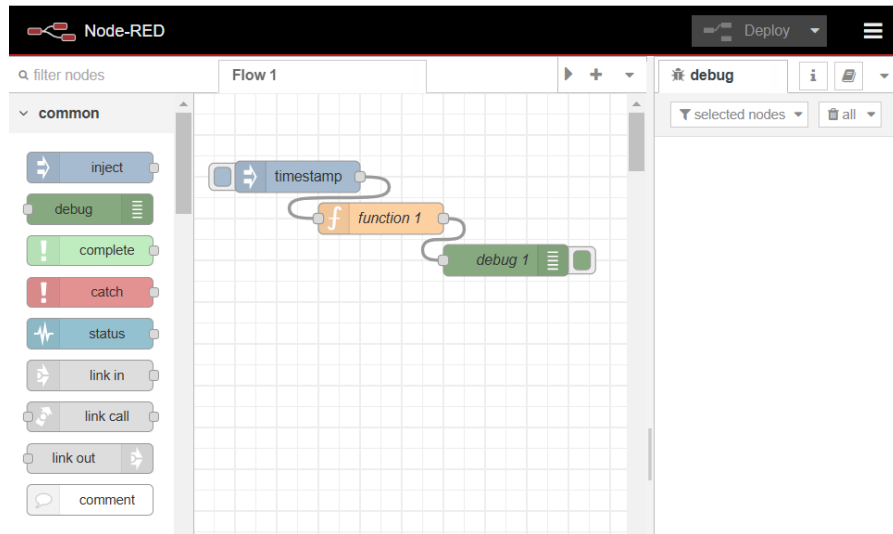 Node-RED
Deploy
filter nodes
Flow 1
debug
i
common
selected nodes
all
inject
timestamp
debug
function 1
complete
debug 1
catch
status
link in
link call
link out
comment